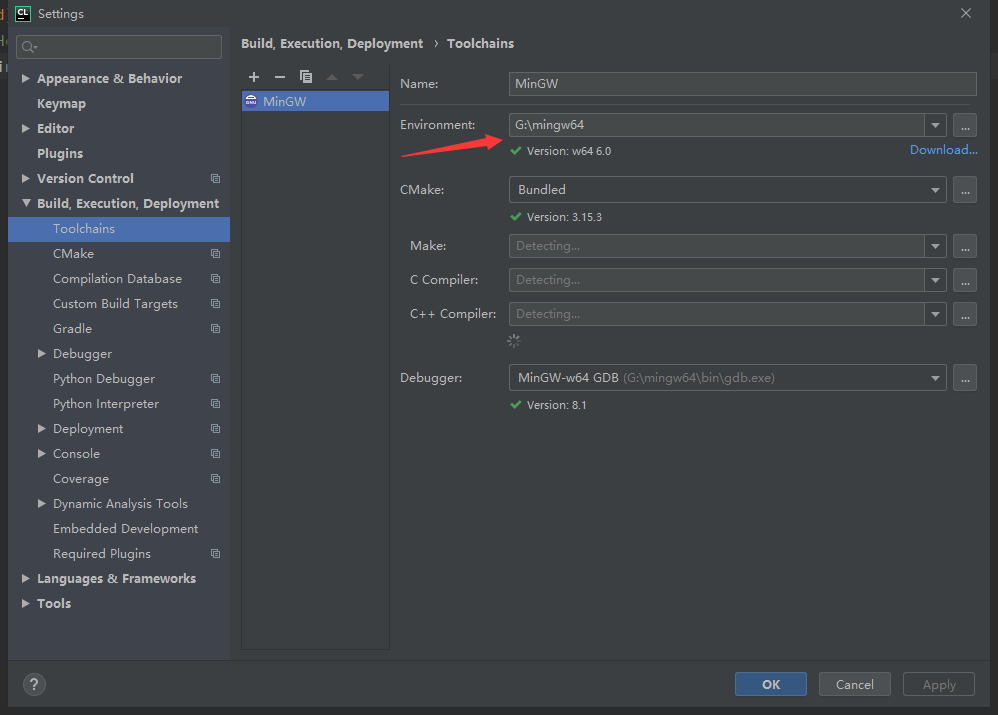 CL Settings
Build, Execution, Deployment › Toolchains
Appearance & Behavior
Keymap
Editor
Plugins
Version Control
Build, Execution, Deployment
Toolchains
CMake
Compilation Database
Custom Build Targets
Gradle
Debugger
Python Debugger
Python Interpreter
Deployment
Console
Coverage
Dynamic Analysis Tools
Embedded Development
Required Plugins
Languages & Frameworks
Tools
MinGW
Name: MinGW
Environment: G:\mingw64 ...
Version: w64 6.0 Download...
CMake: Bundled ...
Version: 3.15.3
Make: Detecting... ...
C Compiler: Detecting... ...
C++ Compiler: Detecting... ...
Debugger: MinGW-w64 GDB (G:\mingw64\bin\gdb.exe) ...
Version: 8.1
? OK Cancel Apply